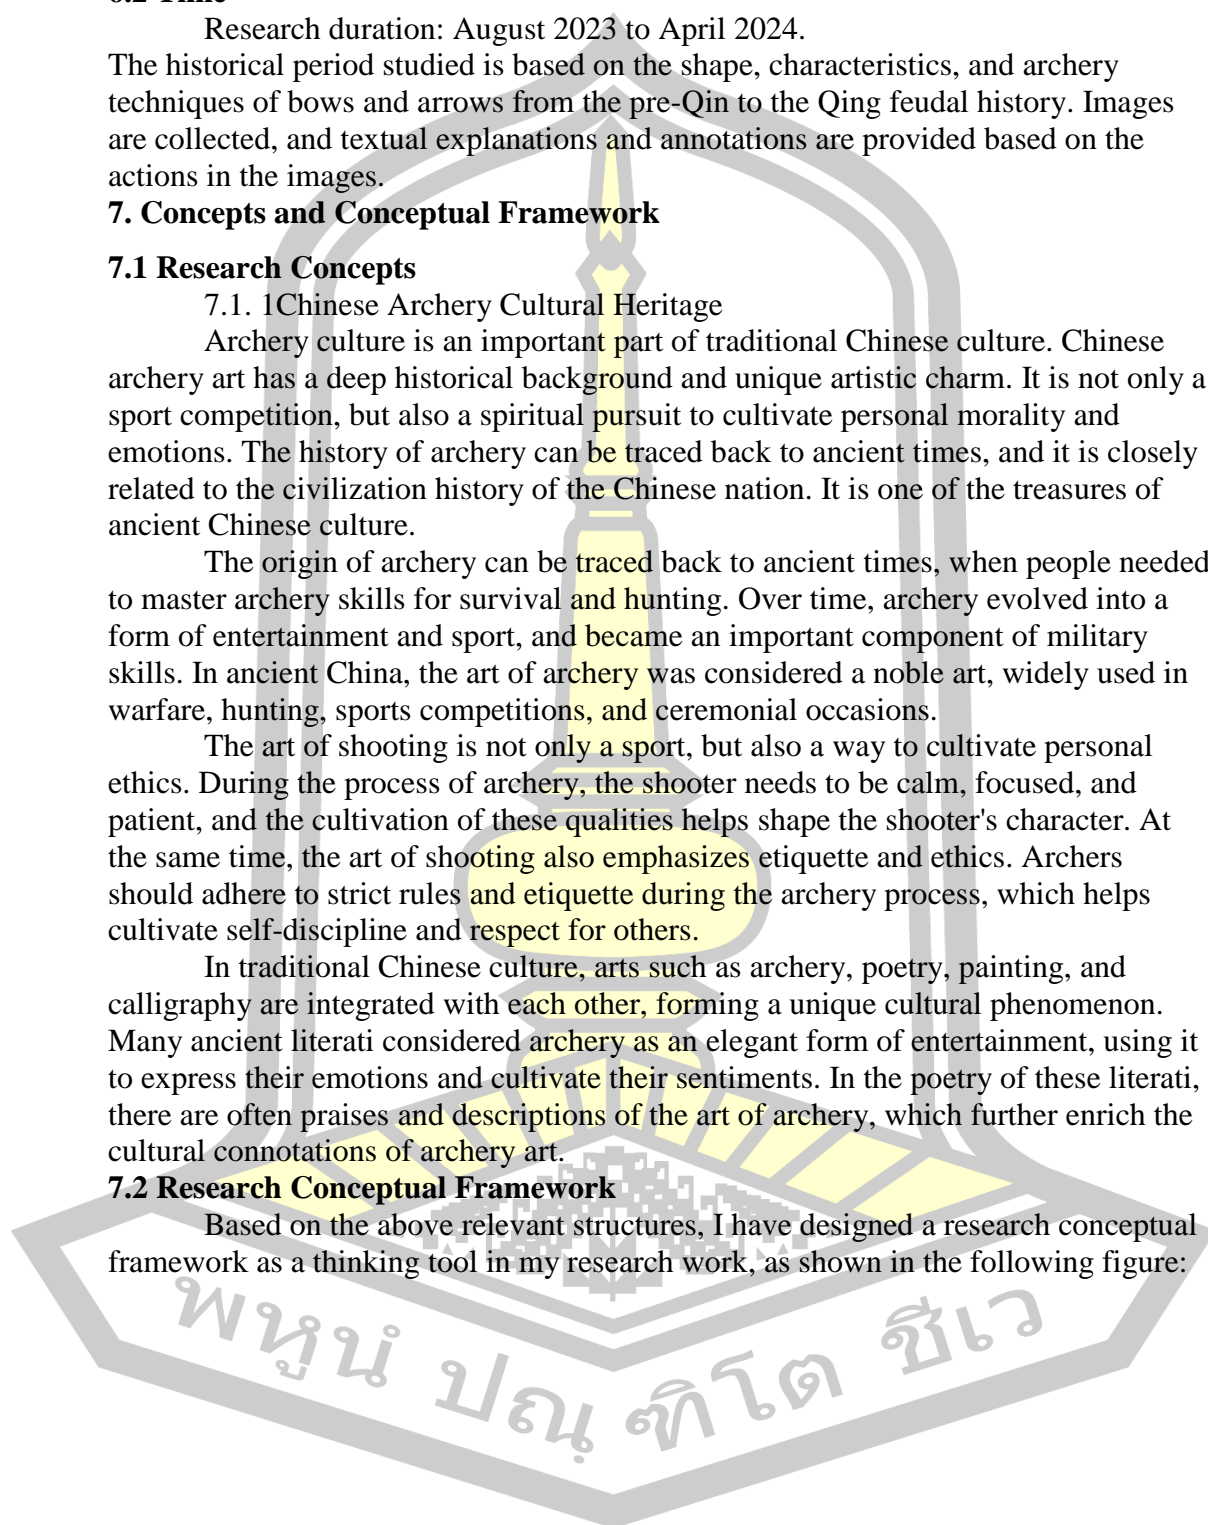 6.2 Time
Research duration: August 2023 to April 2024.
The historical period studied is based on the shape, characteristics, and archery
techniques of bows and arrows from the pre-Qin to the Qing feudal history. Images
are collected, and textual explanations and annotations are provided based on the
actions in the images.
7. Concepts and Conceptual Framework
7.1 Research Concepts
7.1. 1Chinese Archery Cultural Heritage
Archery culture is an important part of traditional Chinese culture. Chinese
archery art has a deep historical background and unique artistic charm. It is not only a
sport competition, but also a spiritual pursuit to cultivate personal morality and
emotions. The history of archery can be traced back to ancient times, and it is closely
related to the civilization history of the Chinese nation. It is one of the treasures of
ancient Chinese culture.
The origin of archery can be traced back to ancient times, when people needed
to master archery skills for survival and hunting. Over time, archery evolved into a
form of entertainment and sport, and became an important component of military
skills. In ancient China, the art of archery was considered a noble art, widely used in
warfare, hunting, sports competitions, and ceremonial occasions.
The art of shooting is not only a sport, but also a way to cultivate personal
ethics. During the process of archery, the shooter needs to be calm, focused, and
patient, and the cultivation of these qualities helps shape the shooter's character. At
the same time, the art of shooting also emphasizes etiquette and ethics. Archers
should adhere to strict rules and etiquette during the archery process, which helps
cultivate self-discipline and respect for others.
In traditional Chinese culture, arts such as archery, poetry, painting, and
calligraphy are integrated with each other, forming a unique cultural phenomenon.
Many ancient literati considered archery as an elegant form of entertainment, using it
to express their emotions and cultivate their sentiments. In the poetry of these literati,
there are often praises and descriptions of the art of archery, which further enrich the
cultural connotations of archery art.
7.2 Research Conceptual Framework
Based on the above relevant structures, I have designed a research conceptual
framework as a thinking tool in my research work, as shown in the following figure:
พหูนํ ปณฺฑิโต ชีเว